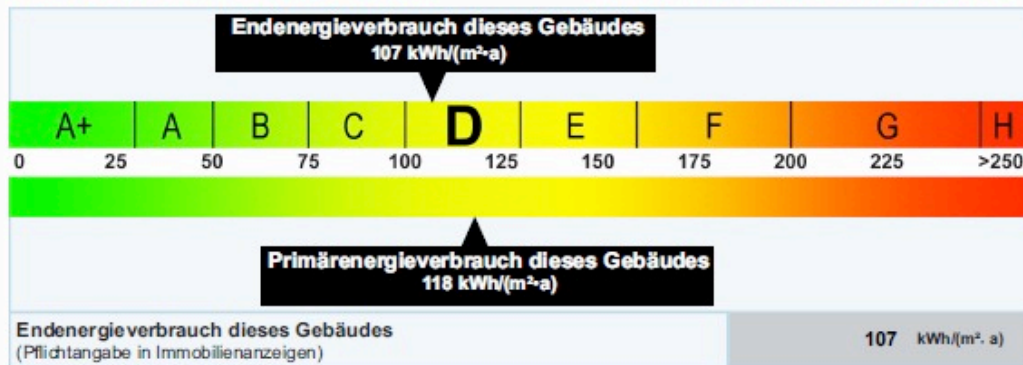 Endenergieverbrauch dieses Gebäudes
107 kWh/(m²·a)
A+ A B C D E F G H
0 25 50 75 100 125 150 175 200 225 >250
Primärenergieverbrauch dieses Gebäudes
118 kWh/(m²·a)
Endenergieverbrauch dieses Gebäudes
107 kWh/(m². a)
(Pflichtangabe in Immobilienanzeigen)